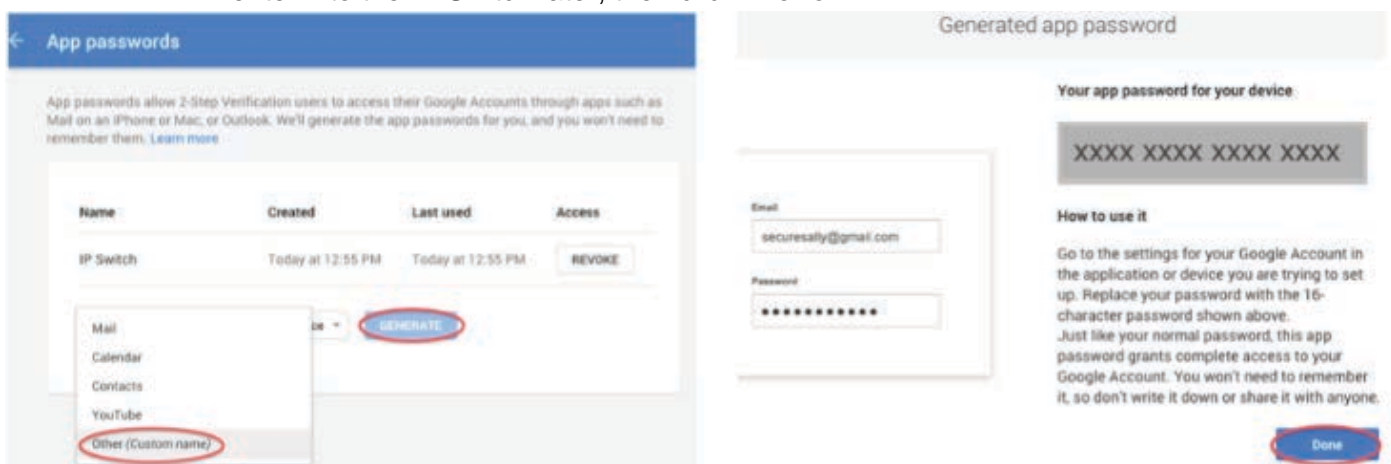 App passwords
App passwords allow 2-Step Verification users to access their Google Accounts through apps such as
Mail on an iPhone or Mac, or Outlook. We'll generate the app passwords for you, and you won't need to
remember them. Learn more
Name Created Last used Access
IP Switch Today at 12:55 PM Today at 12:55 PM REVOKE
GENERATE
Mail
Calendar
Contacts
YouTube
Other (Custom name)
Generated app password
Email
securesally@gmail.com
Password
Your app password for your device
XXXX XXXX XXXX XXXX
How to use it
Go to the settings for your Google Account in
the application or device you are trying to set
up. Replace your password with the 16-
character password shown above.
Just like your normal password, this app
password grants complete access to your
Google Account. You won't need to remember
it, so don't write it down or share it with anyone.
Done